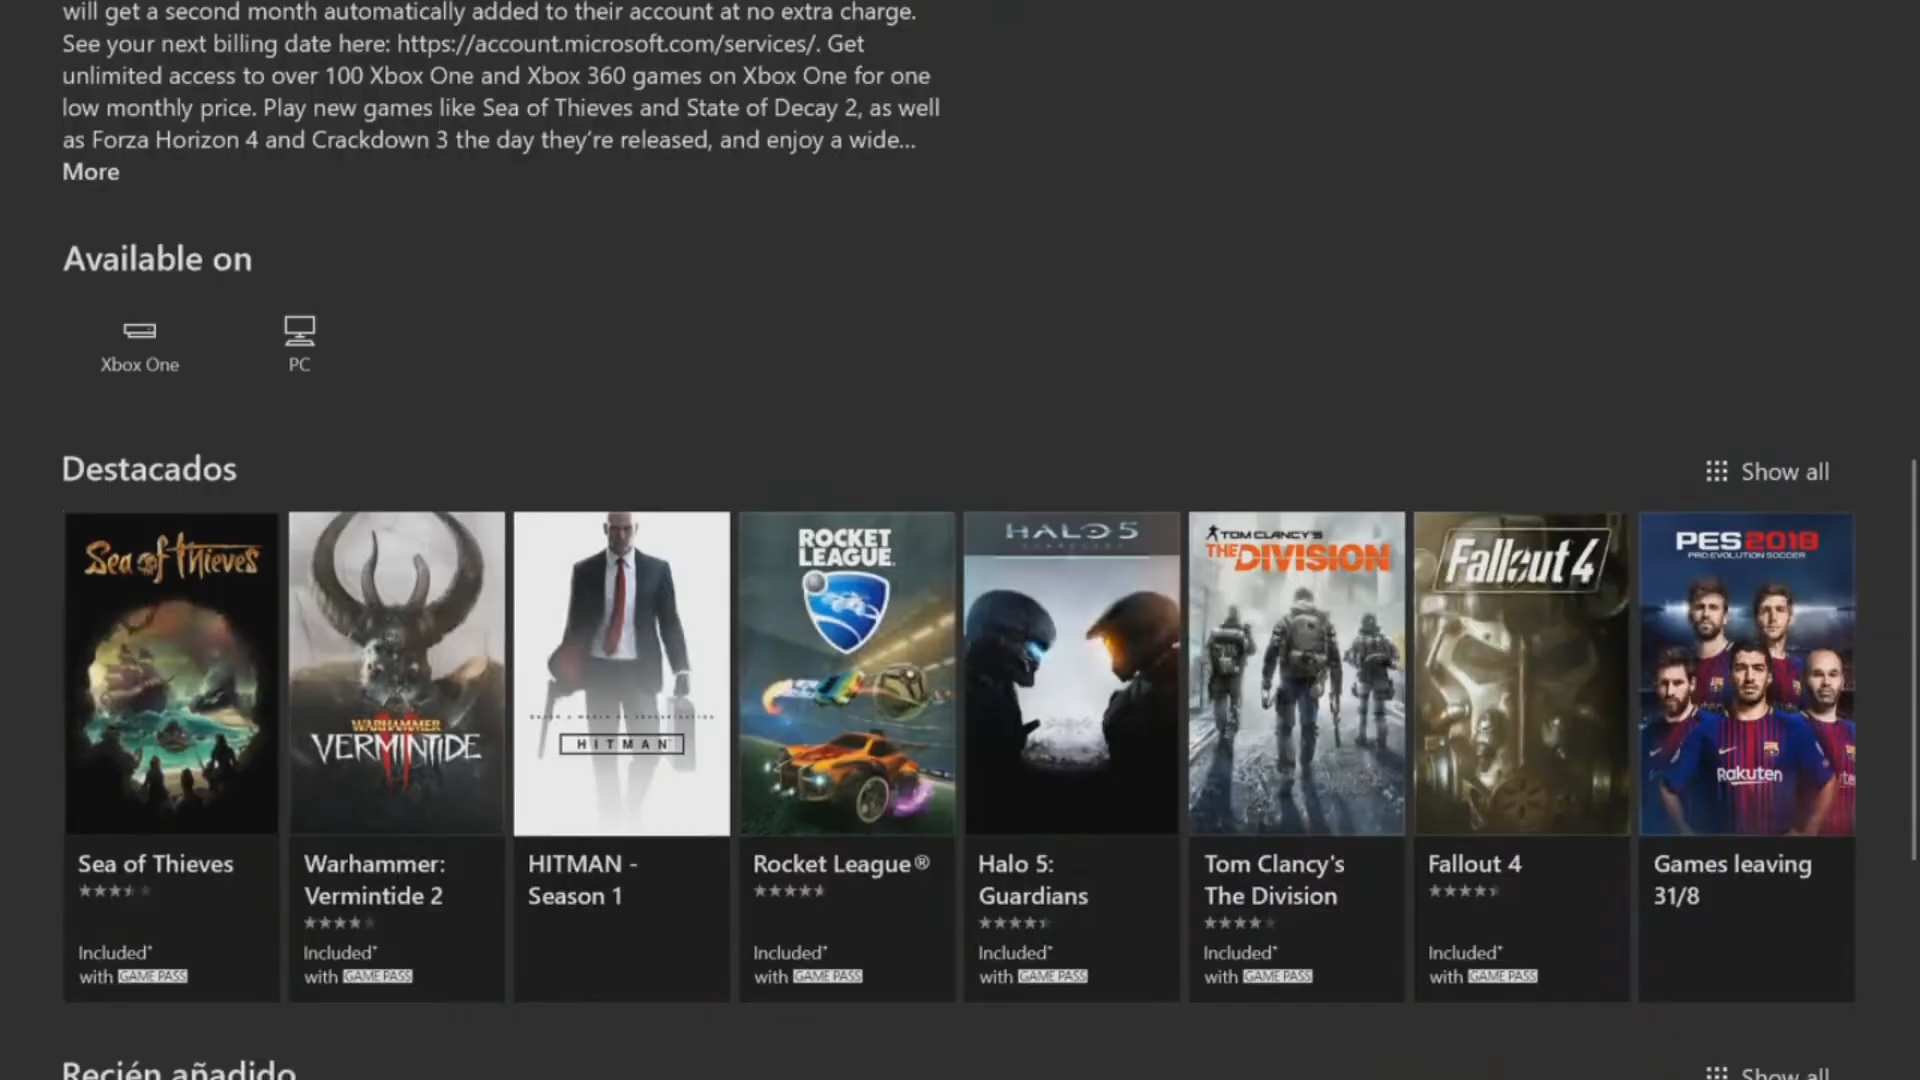 will get a second month automatically added to their account at no extra charge.
See your next billing date here: https://account.microsoft.com/services/. Get
unlimited access to over 100 Xbox One and Xbox 360 games on Xbox One for one
low monthly price. Play new games like Sea of Thieves and State of Decay 2, as well
as Forza Horizon 4 and Crackdown 3 the day they’re released, and enjoy a wide...
More
Available on
Xbox One
PC
Destacados
Show all
Sea of Thieves
WARHAMMER
VERMINTIDE
HITMAN
ROCKET
LEAGUE
HALO 5
TOM CLANCY'S
THE DIVISION
Fallout 4
PES 2018
PRO EVOLUTION SOCCER
Rakuten
Sea of Thieves
Included*
with GAME PASS
Warhammer:
Vermintide 2
Included*
with GAME PASS
HITMAN -
Season 1
Rocket League®
Included*
with GAME PASS
Halo 5:
Guardians
Included*
with GAME PASS
Tom Clancy's
The Division
Included*
with GAME PASS
Fallout 4
Included*
with GAME PASS
Games leaving
31/8
Recién añadido
Show all